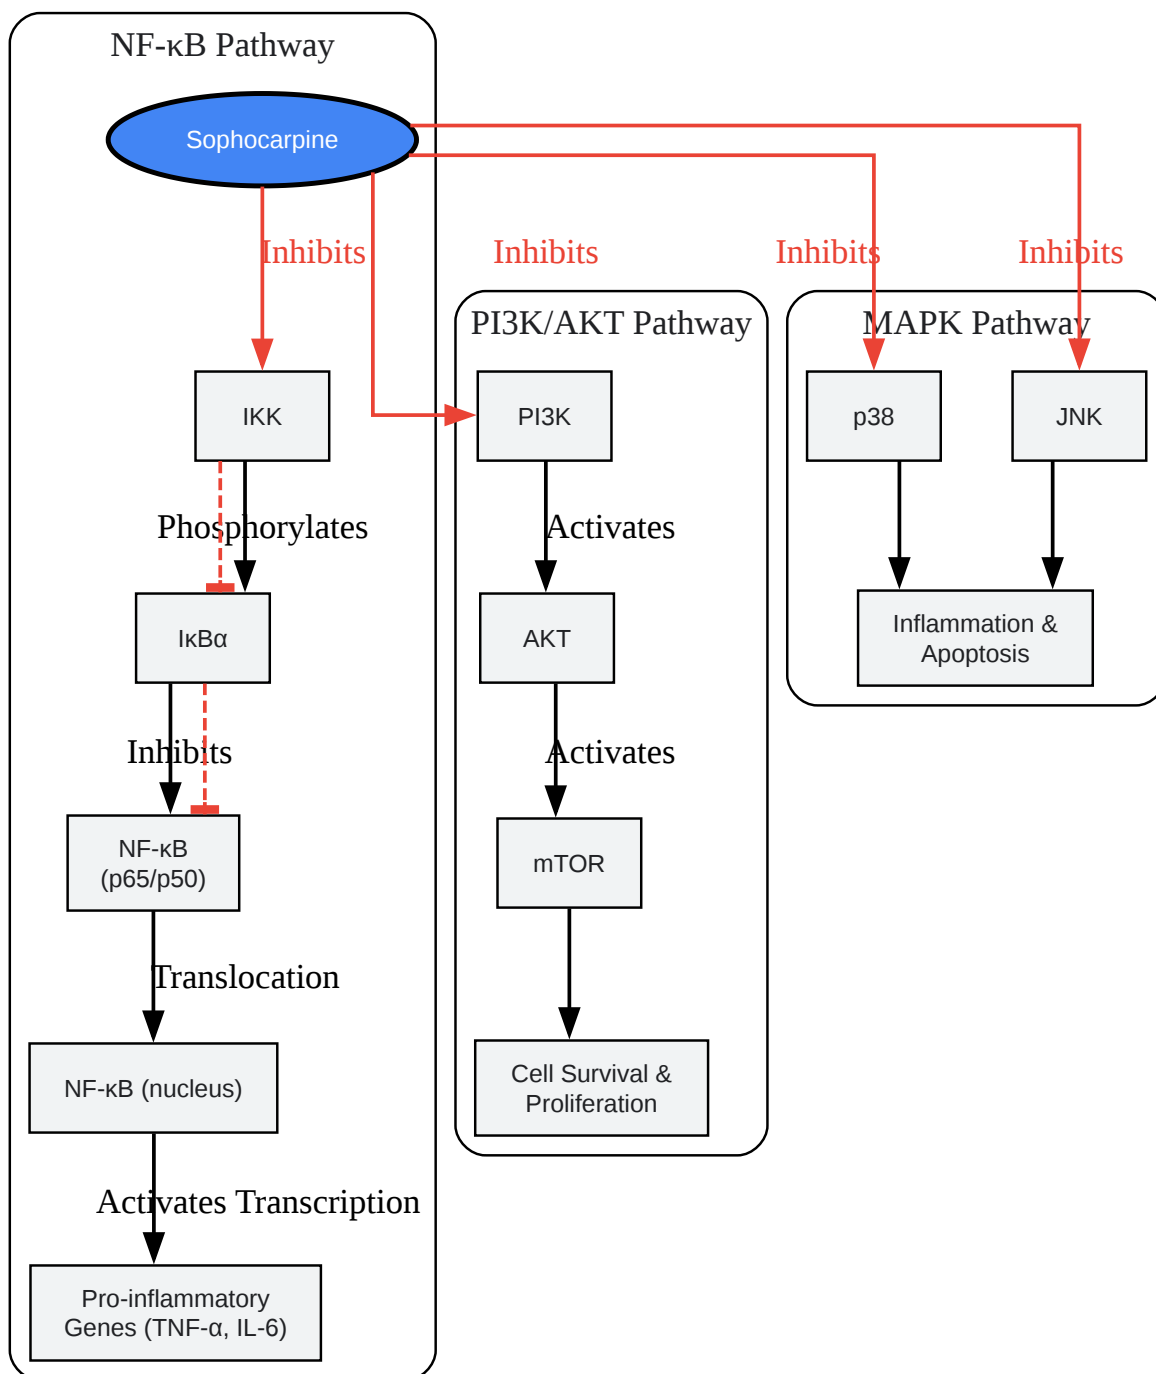 NF-κB Pathway
Sophocarpine
Inhibits
Inhibits
Inhibits
Inhibits
PI3K/AKT Pathway
MAPK Pathway
IKK
PI3K
p38
JNK
Phosphorylates
Activates
IκBα
AKT
Inflammation &
Apoptosis
Inhibits
Activates
NF-κB
(p65/p50)
mTOR
Translocation
NF-κB (nucleus)
Cell Survival &
Proliferation
Activates Transcription
Pro-inflammatory
Genes (TNF-α, IL-6)